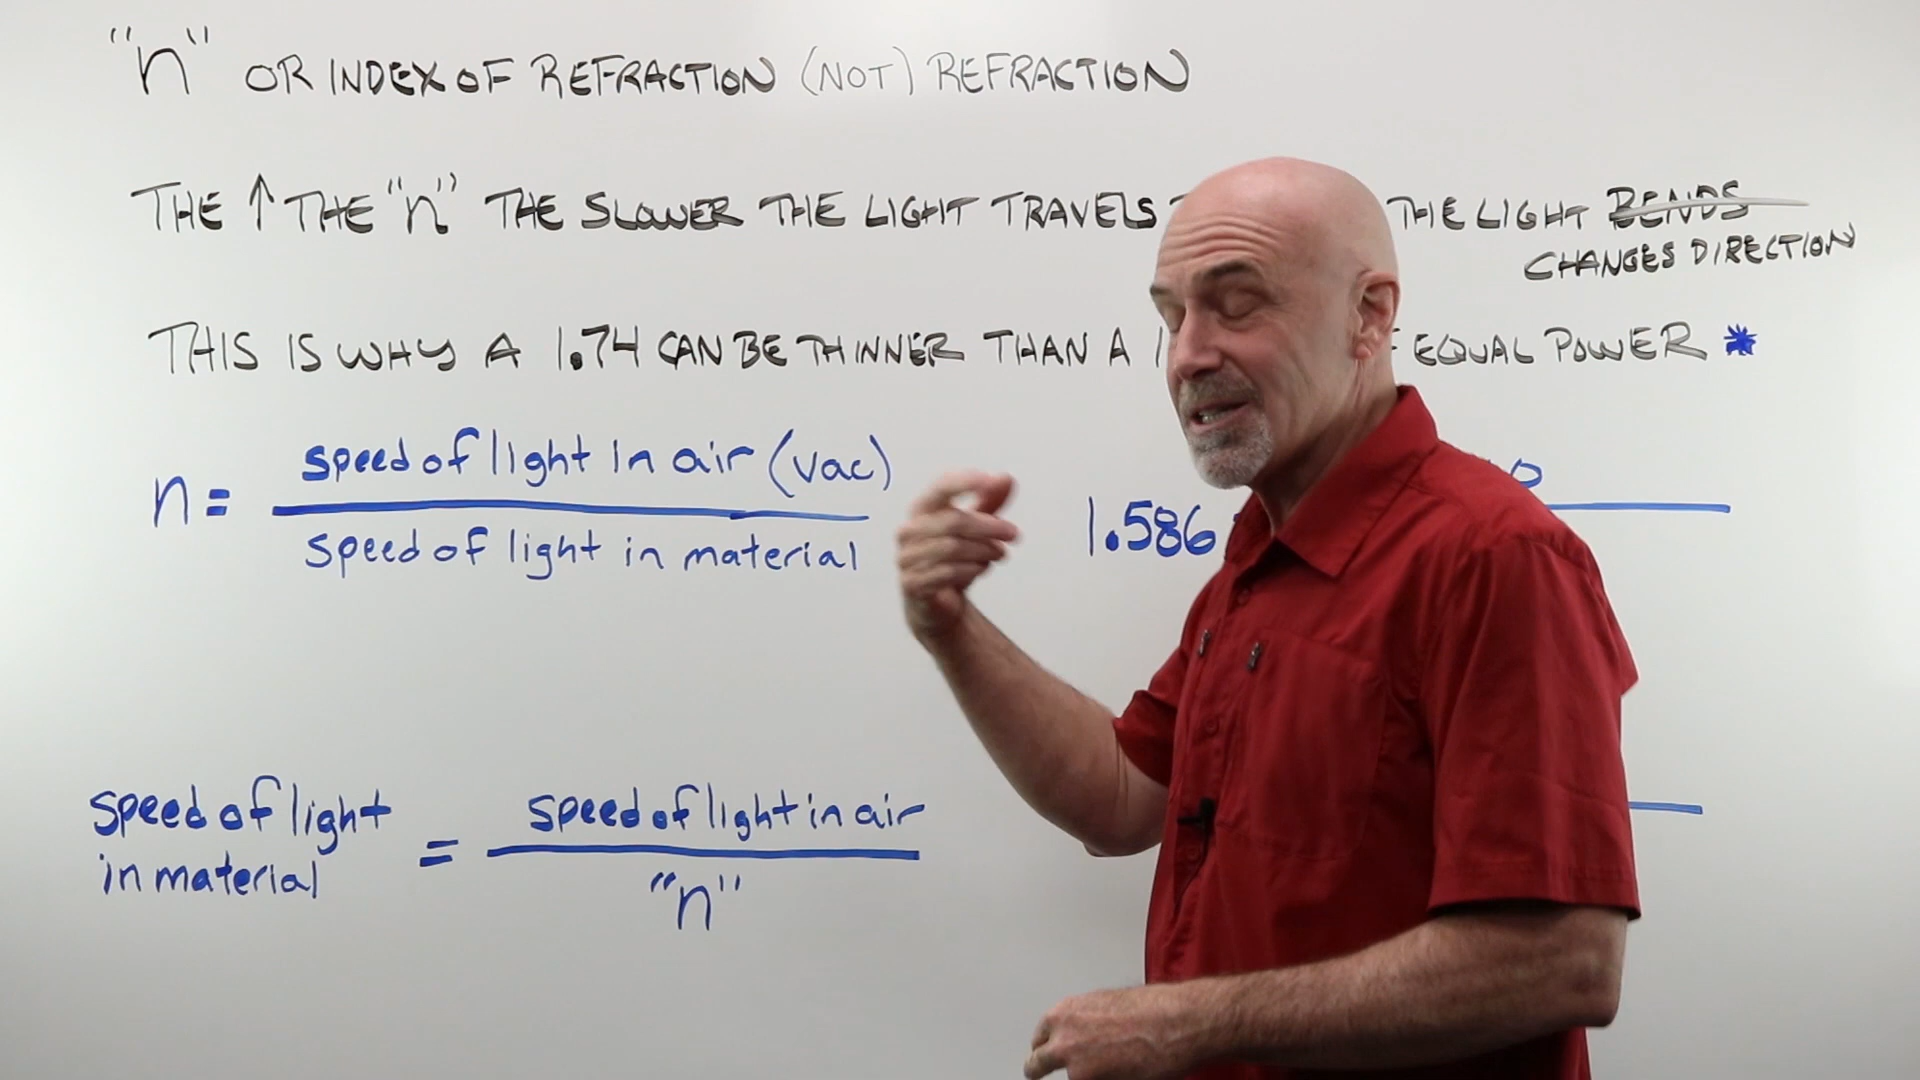 "n" OR INDEX OF REFRACTION (NOT) REFRACTION
THE ↑ THE "n" THE SLOWER THE LIGHT TRAVELS THE LIGHT BENDS
CHANGES DIRECTION
THIS IS WHY A 1.74 CAN BE THINNER THAN A EQUAL POWER *
n = speed of light in air (vac)
speed of light in material
1.586
speed of light in material = speed of light in air
"n"